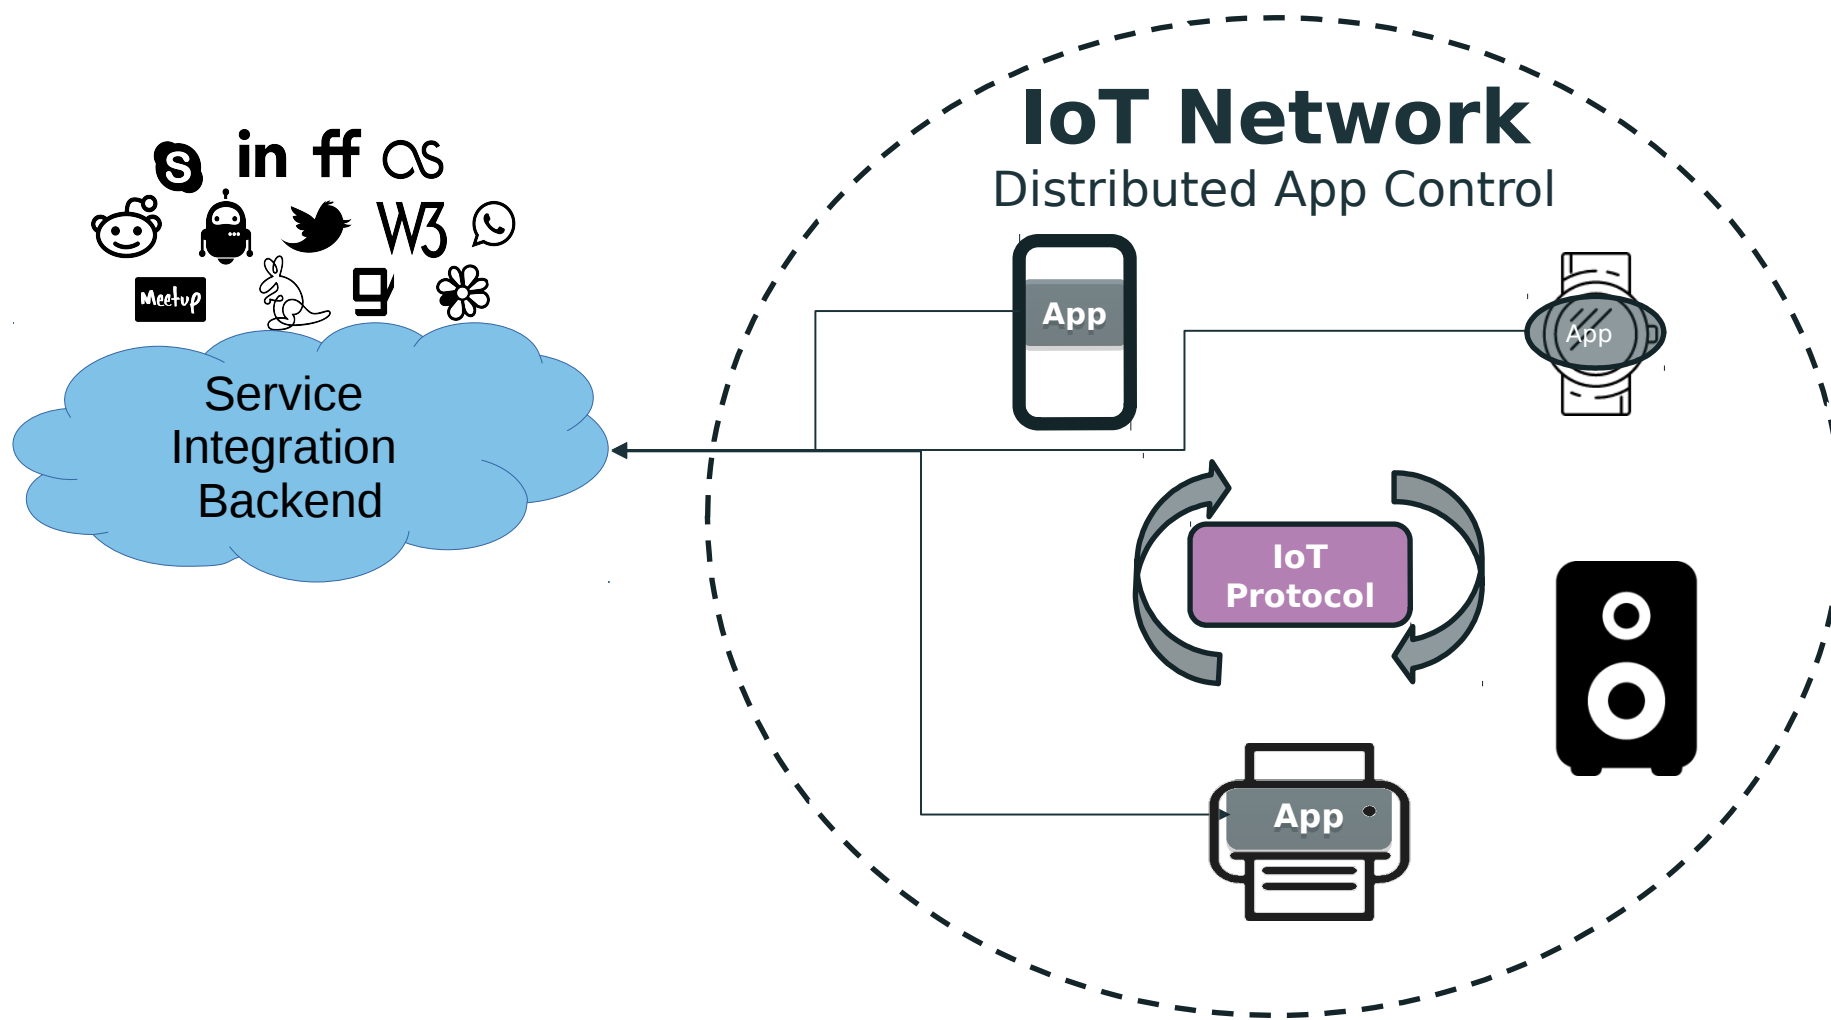 IoT Network
Distributed App Control
in ff
W3
Meetup
Service
Integration
Backend
App
App
IoT
Protocol
App